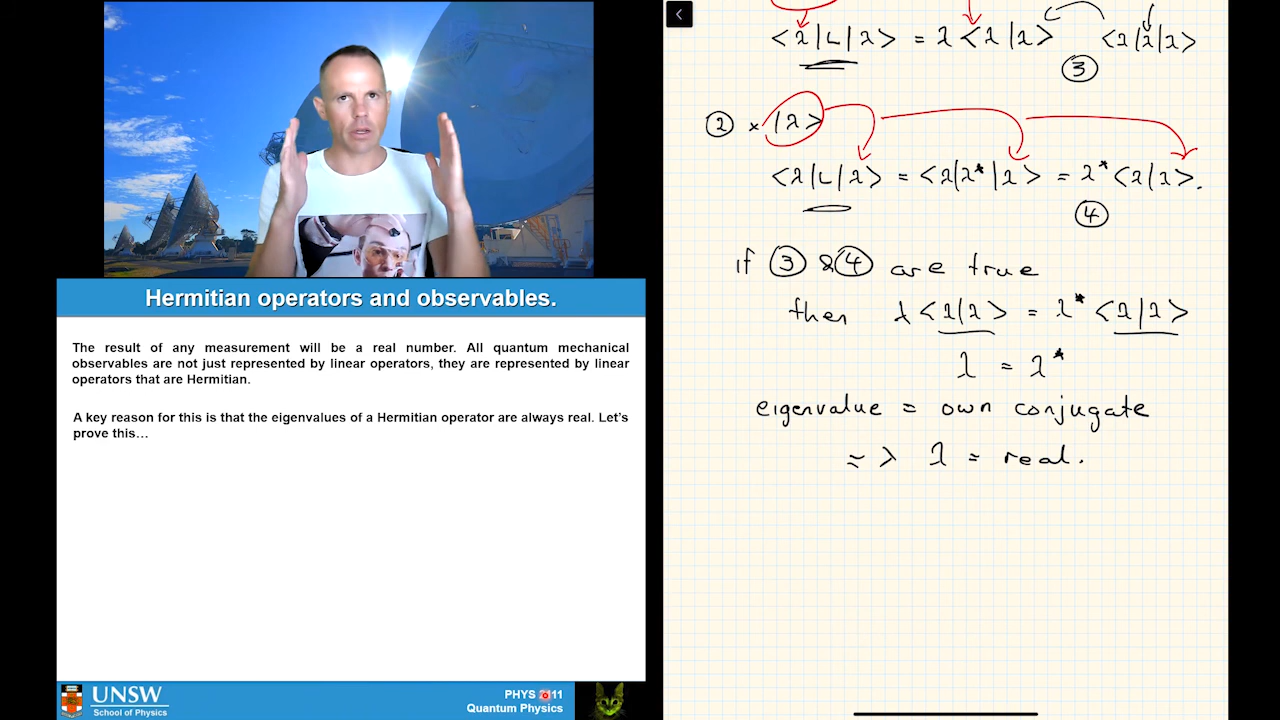 Hermitian operators and observables.
The result of any measurement will be a real number. All quantum mechanical
observables are not just represented by linear operators, they are represented by linear
operators that are Hermitian.
A key reason for this is that the eigenvalues of a Hermitian operator are always real. Let's
prove this...
UNSW
School of Physics
Quantum Physics
<λ|L|λ> = λ <λ|λ> <λ|λ|λ>
③
② × |λ>
<λ|L|λ> = <λ|λ*|λ> = λ* <λ|λ>.
④
if ③ & ④ are true
then λ <λ|λ> = λ* <λ|λ>
λ = λ*
eigenvalue = own conjugate
=> λ = real.